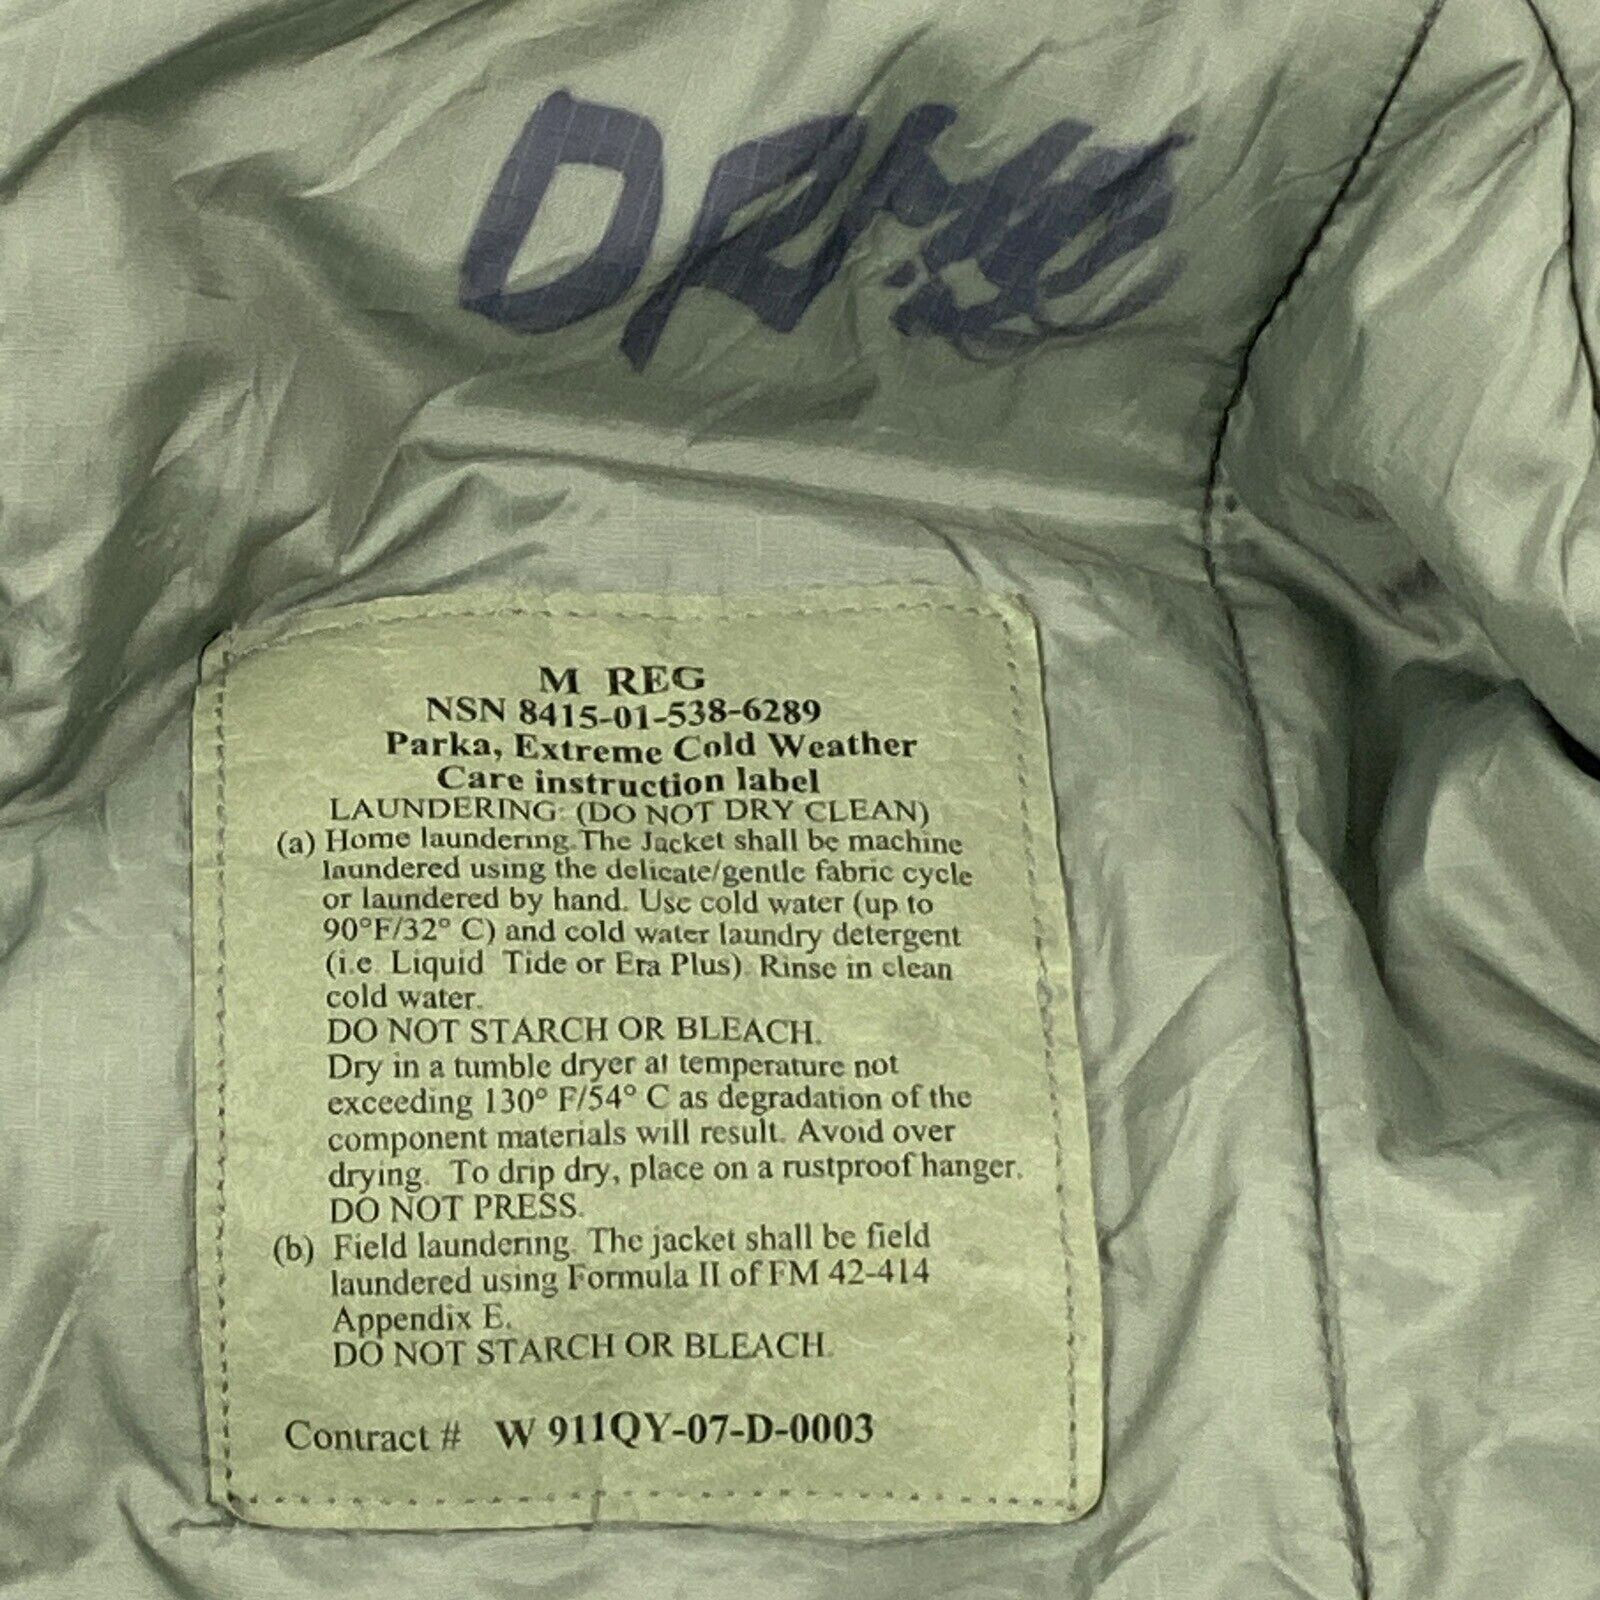 M REG
NSN 8415-01-538-6289
Parka, Extreme Cold Weather
Care instruction label
LAUNDERING: (DO NOT DRY CLEAN)
(a) Home laundering. The Jacket shall be machine
laundered using the delicate/gentle fabric cycle
or laundered by hand. Use cold water (up to
90°F/32° C) and cold water laundry detergent
(i.e. Liquid Tide or Era Plus). Rinse in clean
cold water.
DO NOT STARCH OR BLEACH.
Dry in a tumble dryer at temperature not
exceeding 130° F/54° C as degradation of the
component materials will result. Avoid over
drying. To drip dry, place on a rustproof hanger.
DO NOT PRESS.
(b) Field laundering. The jacket shall be field
laundered using Formula II of FM 42-414
Appendix E.
DO NOT STARCH OR BLEACH.
Contract # W 911QY-07-D-0003